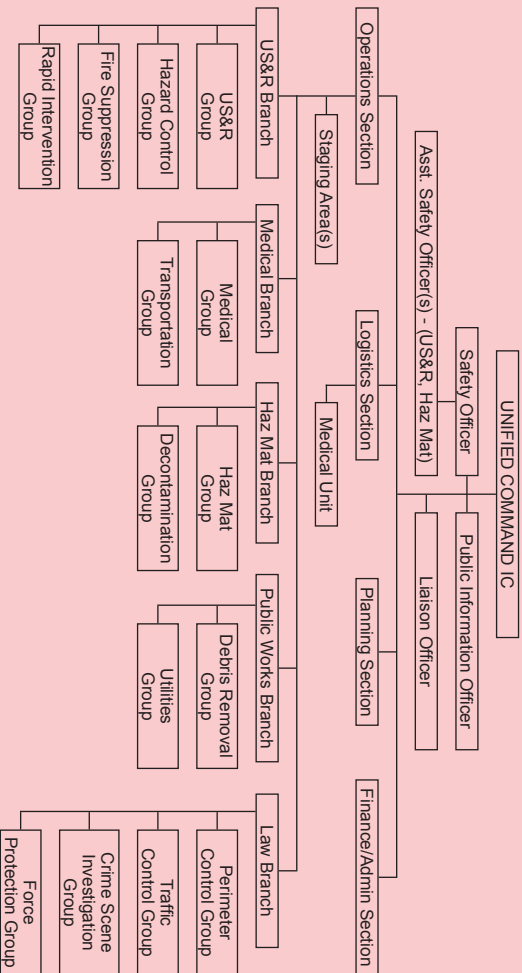 UNIFIED COMMAND IC
Safety Officer
Public Information Officer
Asst. Safety Officer(s) - (US&R, Haz Mat)
Liaison Officer
Operations Section
Logistics Section
Planning Section
Finance/Admin Section
Staging Area(s)
Medical Unit
US&R Branch
Medical Branch
Haz Mat Branch
Public Works Branch
Law Branch
US&R
Group
Hazard Control
Group
Fire Suppression
Group
Rapid Intervention
Group
Medical
Group
Transportation
Group
Haz Mat
Group
Decontamination
Group
Debris Removal
Group
Utilities
Group
Perimeter
Control Group
Traffic
Control Group
Crime Scene
Investigation
Group
Force
Protection Group